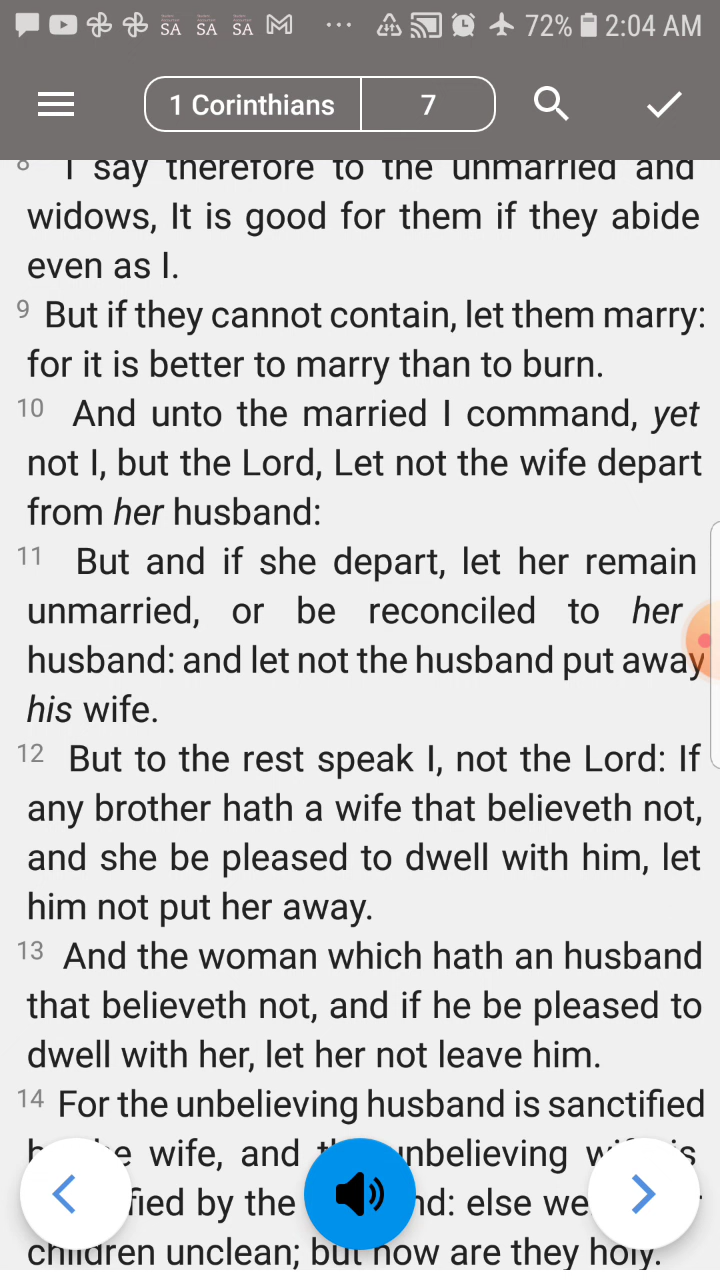 SA SA SA 72% 2:04 AM
1 Corinthians 7
8 I say therefore to the unmarried and
widows, It is good for them if they abide
even as I.
9 But if they cannot contain, let them marry:
for it is better to marry than to burn.
10 And unto the married I command, yet
not I, but the Lord, Let not the wife depart
from her husband:
11 But and if she depart, let her remain
unmarried, or be reconciled to her
husband: and let not the husband put away
his wife.
12 But to the rest speak I, not the Lord: If
any brother hath a wife that believeth not,
and she be pleased to dwell with him, let
him not put her away.
13 And the woman which hath an husband
that believeth not, and if he be pleased to
dwell with her, let her not leave him.
14 For the unbelieving husband is sanctified
wife, and unbelieving
by the else
children unclean; but now are they holy.